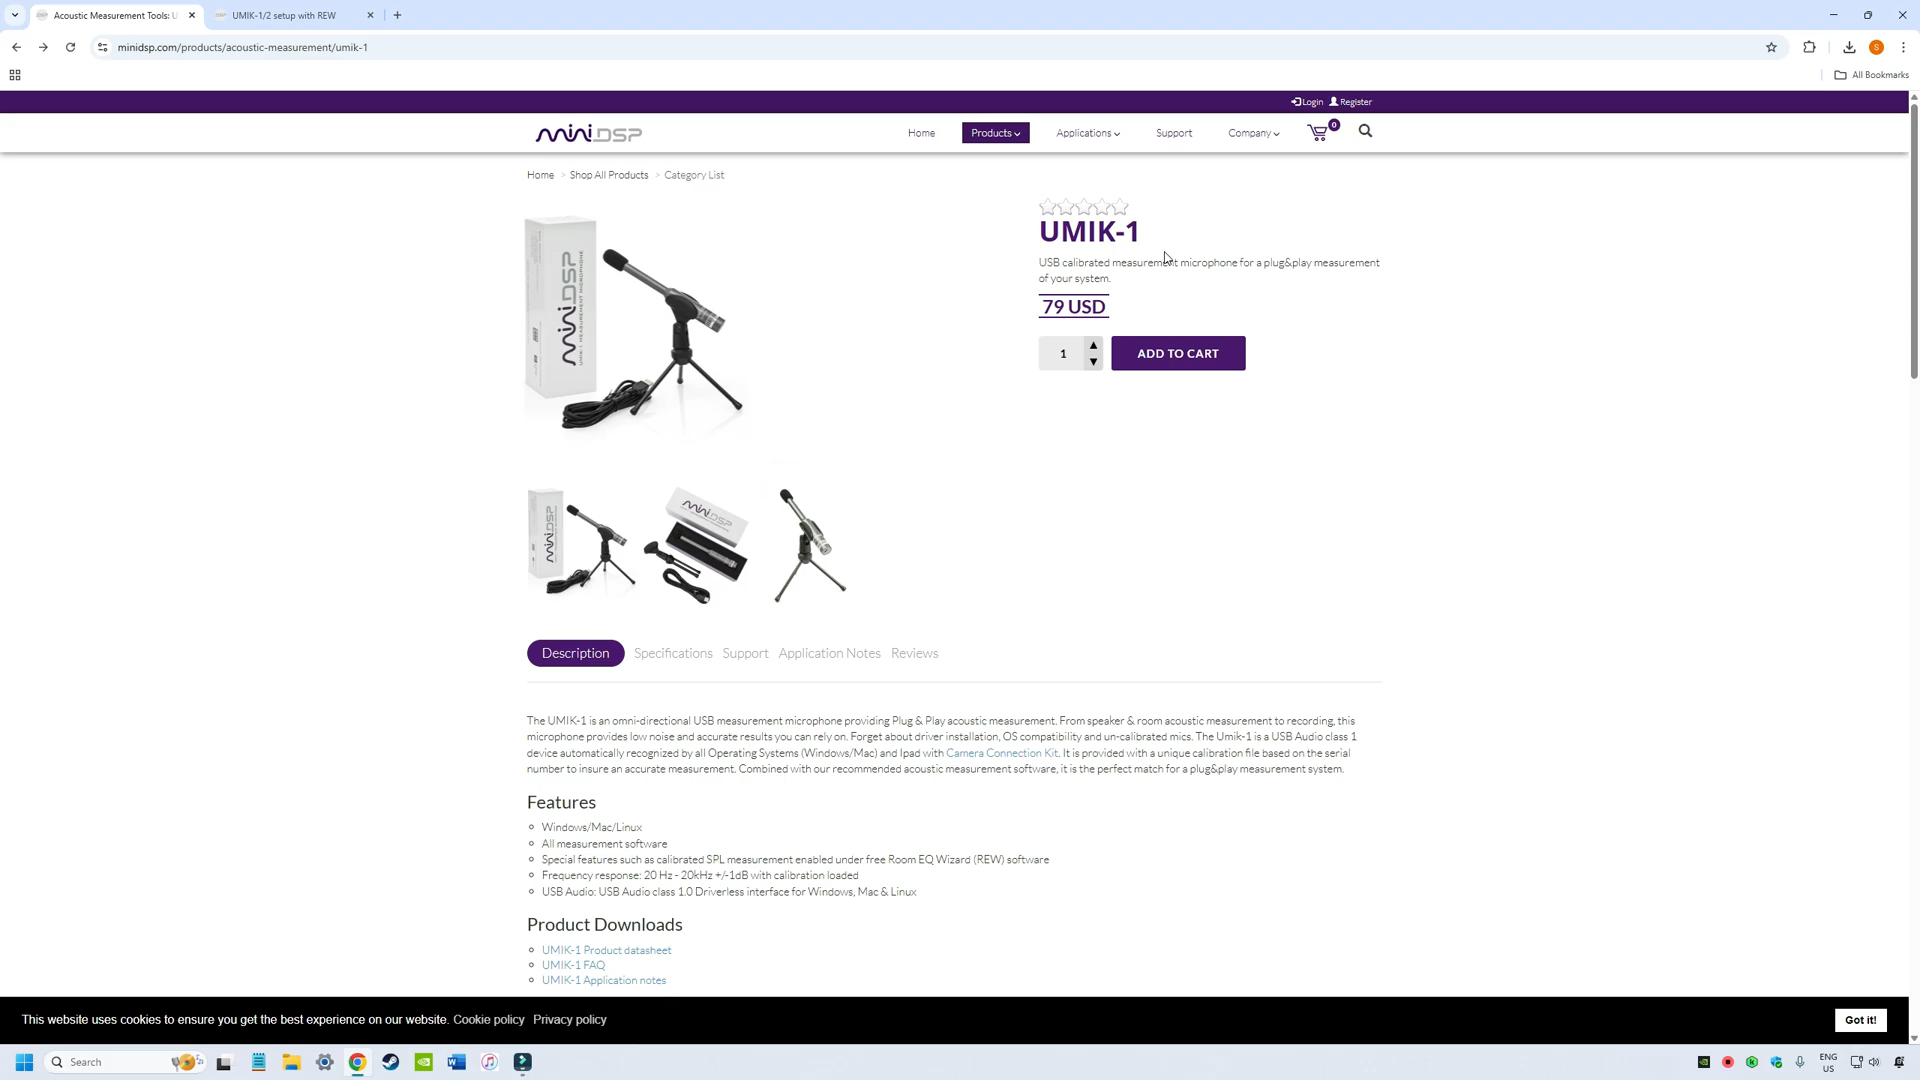 Acoustic Measurement Tools: U
UMIK-1/2 setup with REW
minidsp.com/products/acoustic-measurement/umik-1
S
All Bookmarks
Login Register
mini DSP
Home Products Applications Support Company 0
Home > Shop All Products > Category List
UMIK-1
USB calibrated measurement microphone for a plug&play measurement
of your system.
79 USD
1 ADD TO CART
mini DSP
Description Specifications Support Application Notes Reviews
The UMIK-1 is an omni-directional USB measurement microphone providing Plug & Play acoustic measurement. From speaker & room acoustic measurement to recording, this
microphone provides low noise and accurate results you can rely on. Forget about driver installation, OS compatibility and un-calibrated mics. The Umik-1 is a USB Audio class 1
device automatically recognized by all Operating Systems (Windows/Mac) and Ipad with Camera Connection Kit. It is provided with a unique calibration file based on the serial
number to insure an accurate measurement. Combined with our recommended acoustic measurement software, it is the perfect match for a plug&play measurement system.
Features
Windows/Mac/Linux
All measurement software
Special features such as calibrated SPL measurement enabled under free Room EQ Wizard (REW) software
Frequency response: 20 Hz - 20kHz +/-1dB with calibration loaded
USB Audio: USB Audio class 1.0 Driverless interface for Windows, Mac & Linux
Product Downloads
UMIK-1 Product datasheet
UMIK-1 FAQ
UMIK-1 Application notes
This website uses cookies to ensure you get the best experience on our website. Cookie policy Privacy policy Got it!
Search
ENG
US